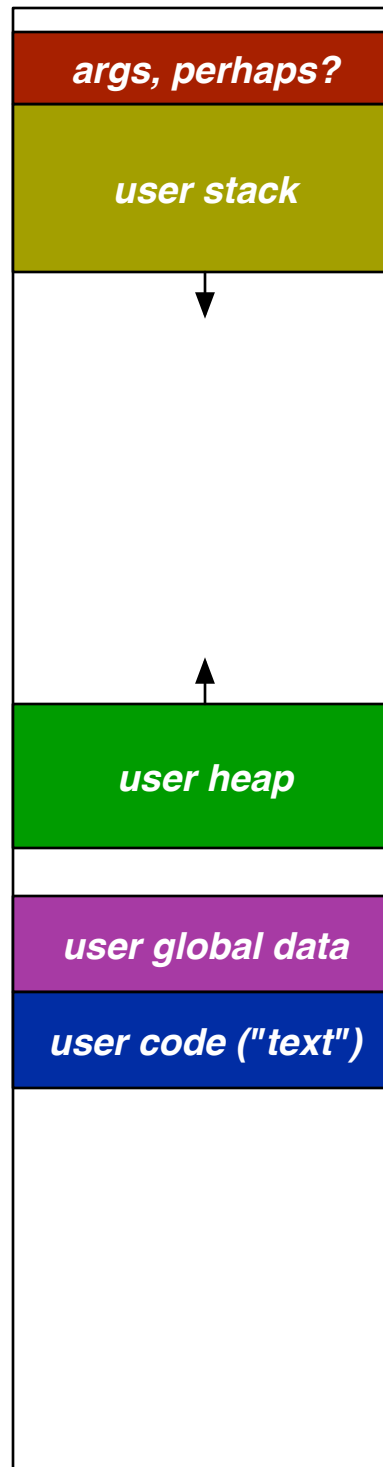 args, perhaps?
user stack
user heap
user global data
user code ("text")